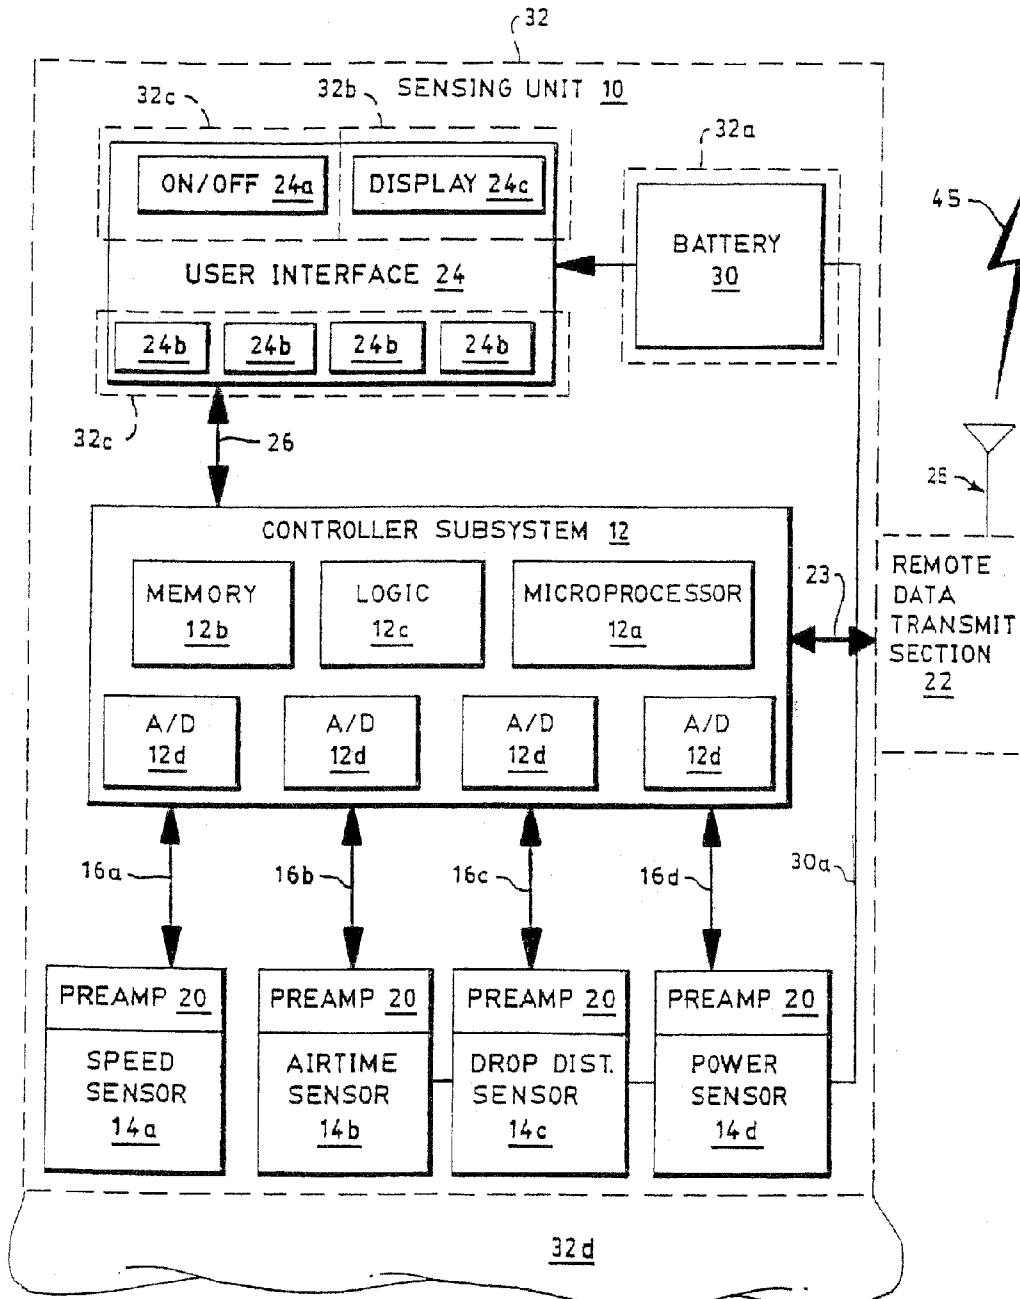 32
SENSING UNIT 10
32c
32b
32a
ON/OFF 24a
DISPLAY 24c
45
BATTERY
30
USER INTERFACE 24
24b 24b 24b 24b
32c
26
28
CONTROLLER SUBSYSTEM 12
MEMORY
12b
LOGIC
12c
MICROPROCESSOR
12a
23
REMOTE
DATA
TRANSMIT
SECTION
22
A/D
12d
A/D
12d
A/D
12d
A/D
12d
16a
16b
16c
16d
30a
PREAMP 20
SPEED
SENSOR
14a
PREAMP 20
AIRTIME
SENSOR
14b
PREAMP 20
DROP DIST.
SENSOR
14c
PREAMP 20
POWER
SENSOR
14d
32d